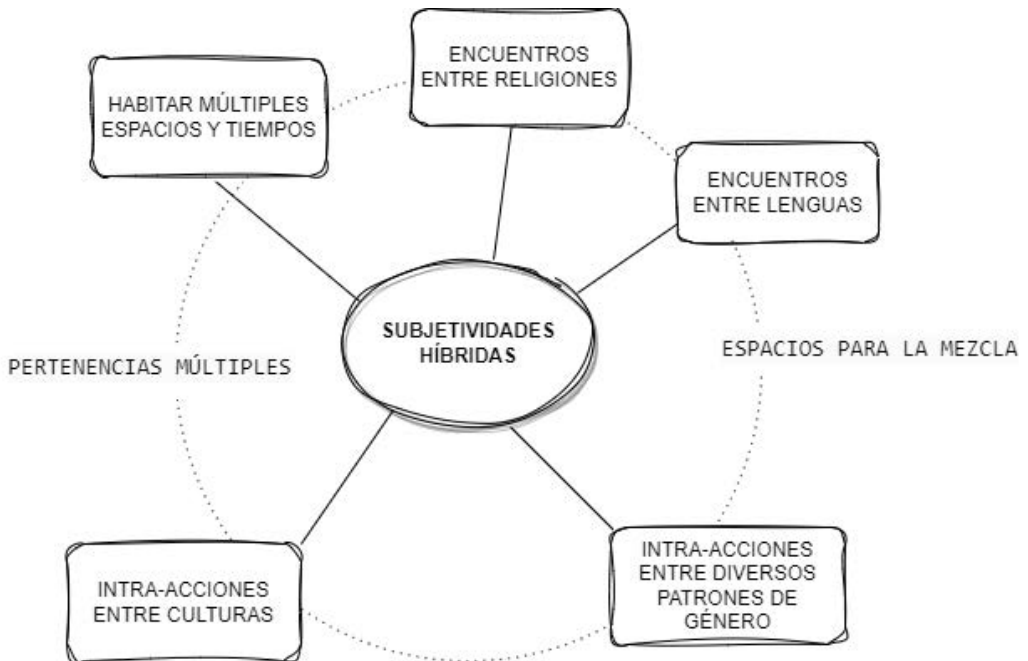 ENCUENTROS
ENTRE RELIGIONES
HABITAR MÚLTIPLES
ESPACIOS Y TIEMPOS
ENCUENTROS
ENTRE LENGUAS
SUBJETIVIDADES
HÍBRIDAS
PERTENENCIAS MÚLTIPLES
ESPACIOS PARA LA MEZCLA
INTRA-ACCIONES
ENTRE CULTURAS
INTRA-ACCIONES
ENTRE DIVERSOS
PATRONES DE
GÉNERO